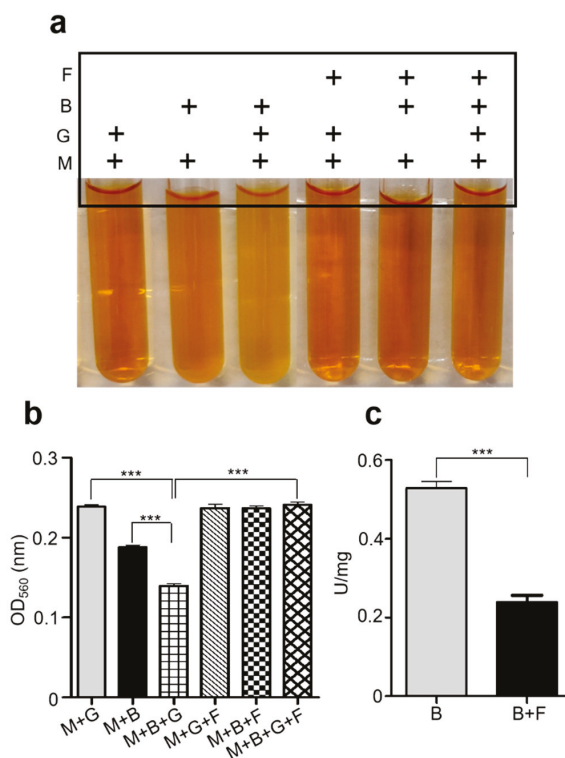 a
F + + +
B + + + +
G + + + +
M + + + + + +
b
0.3
0.2
0.1
0
OD560 (nm)
***
***
***
M+G
M+B
M+B+G
M+G+F
M+B+F
M+B+G+F
c
0.6
0.4
0.2
0
U/mg
***
B
B+F